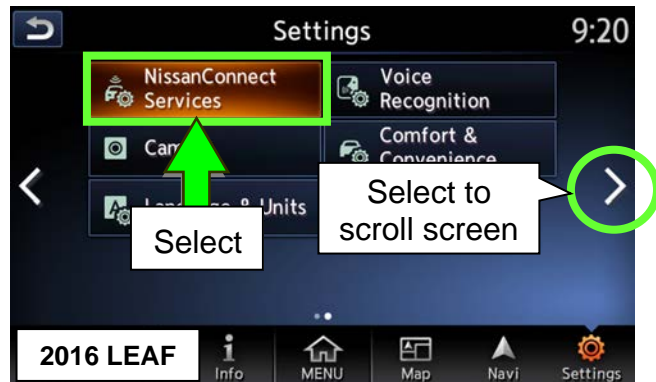 Settings
9:20
NissanConnect
Services
Voice
Recognition
Comfort &
Select to
scroll screen
Units
Select
2016 LEAF
Info
MENU
Map
Navi
Settings